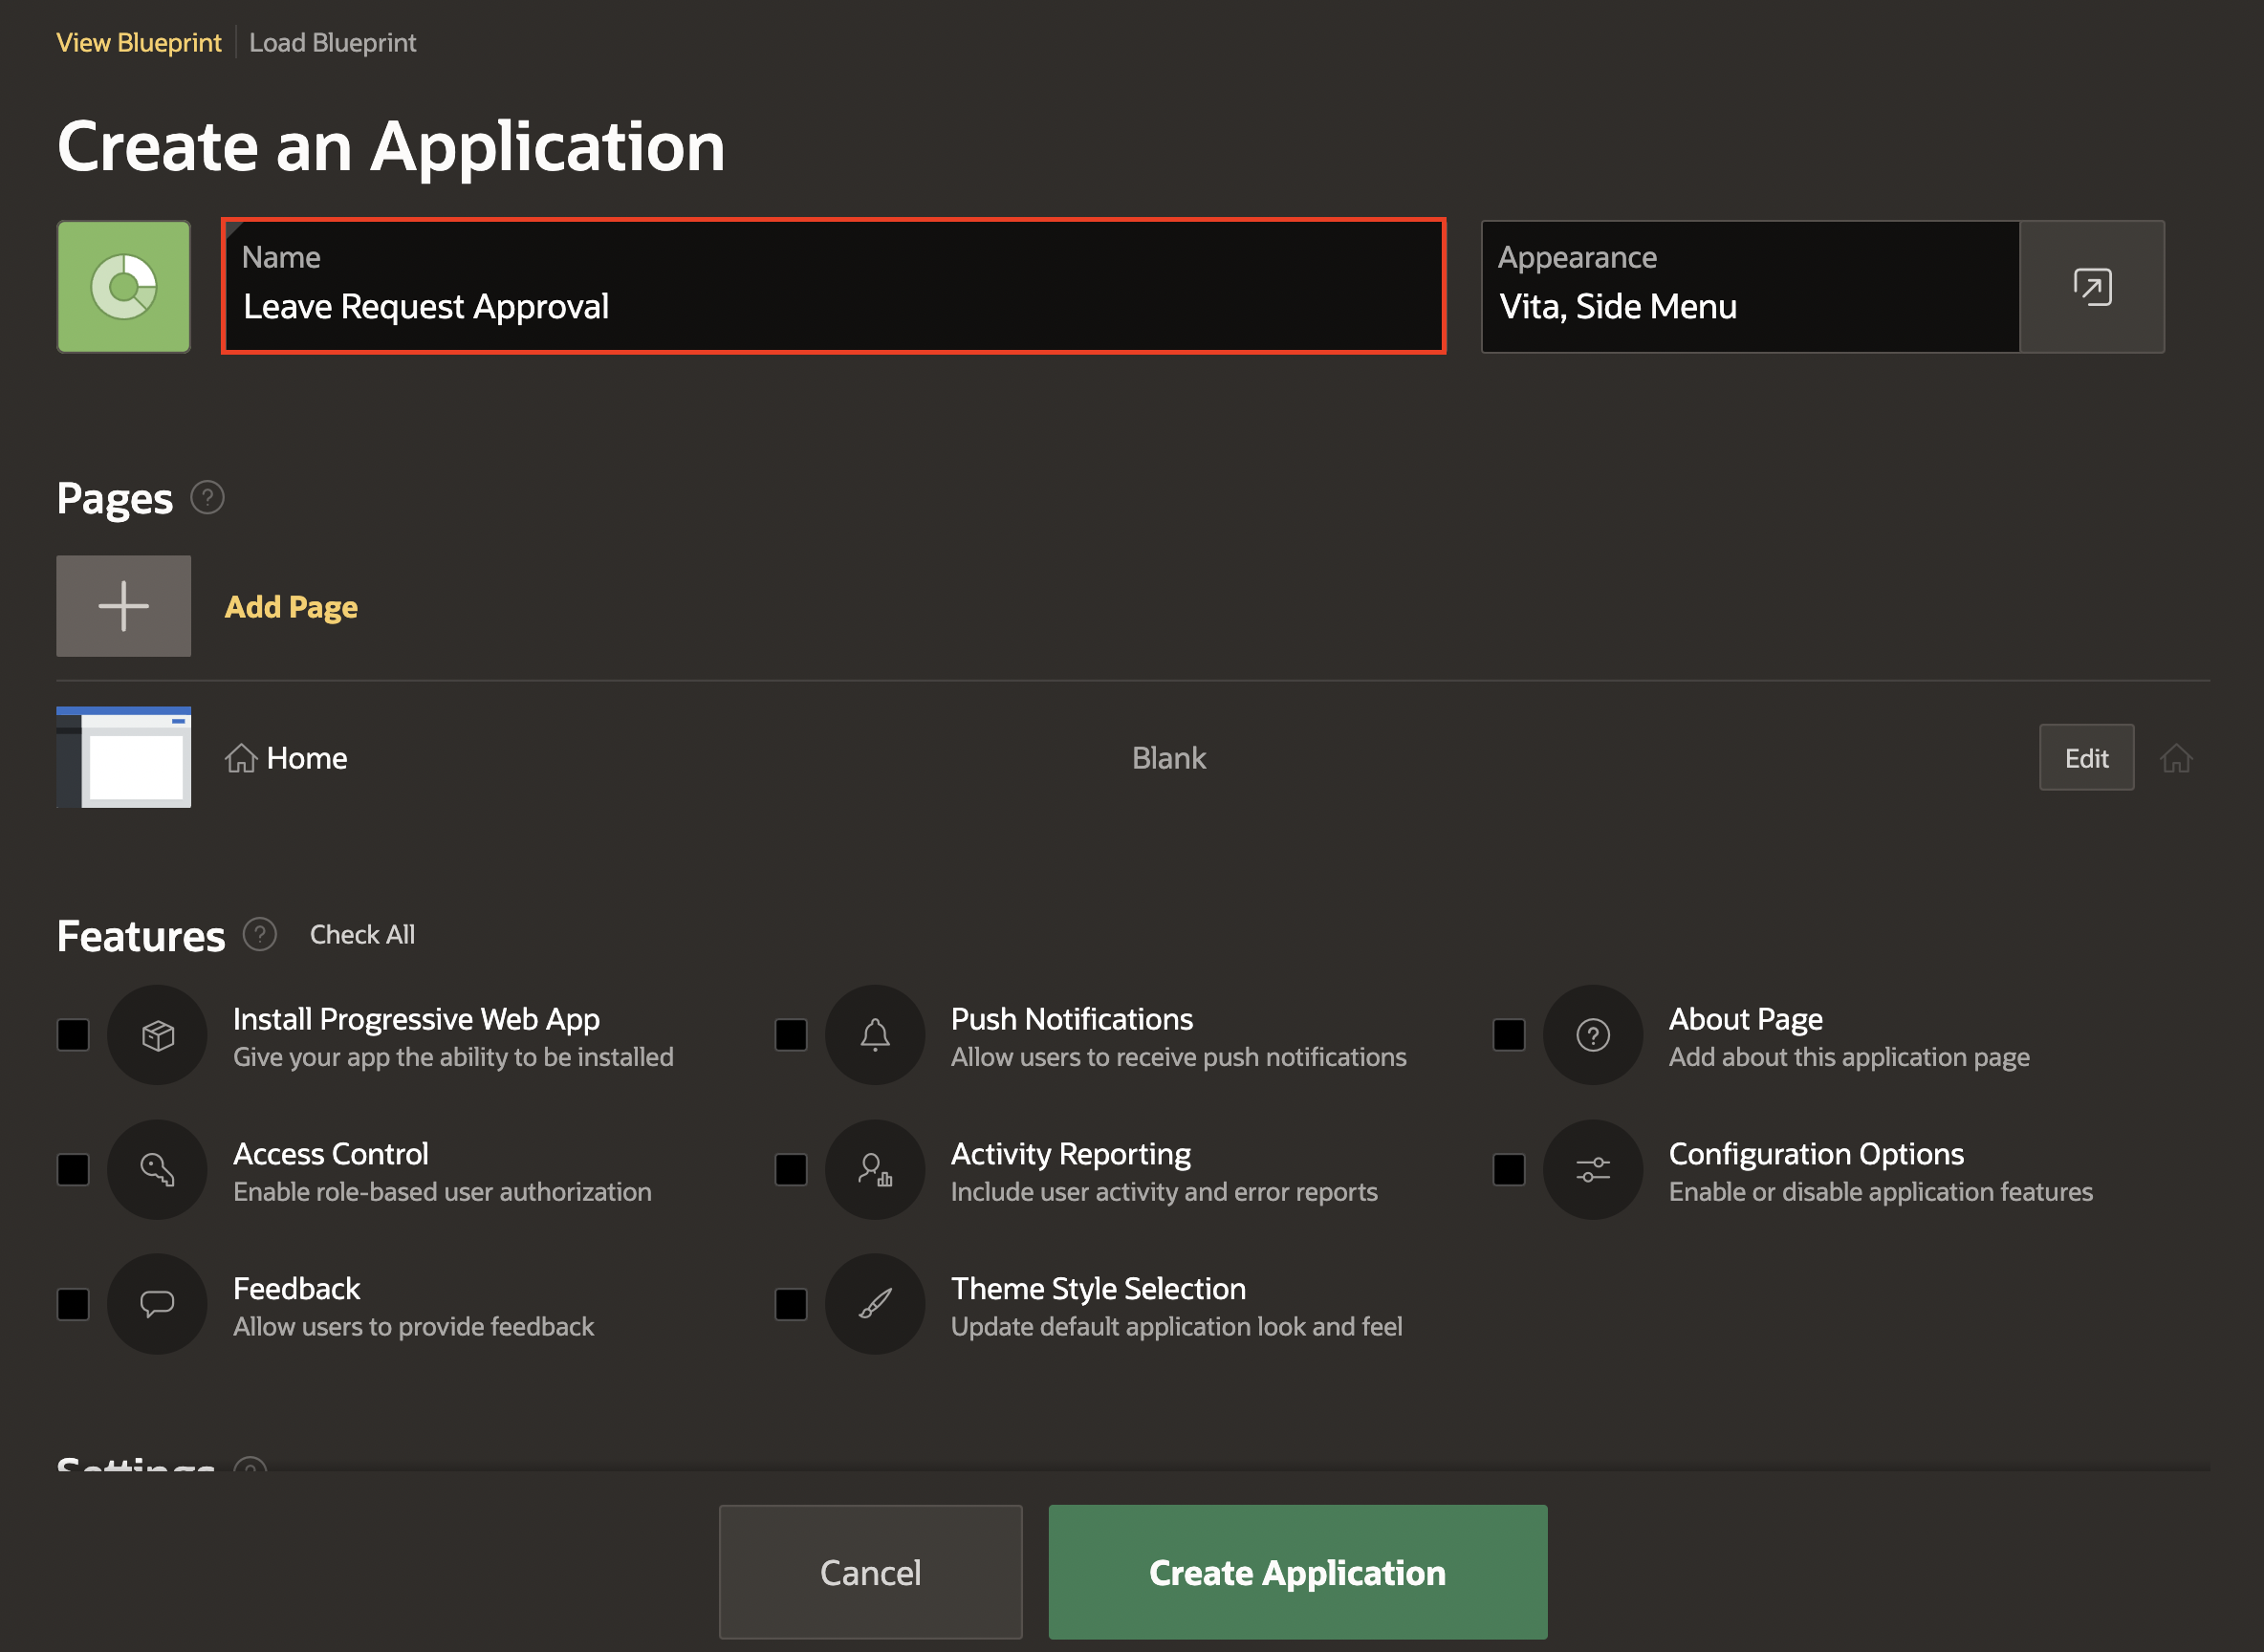 View Blueprint Load Blueprint
Create an Application
Name
Leave Request Approval
Appearance
Vita, Side Menu
Pages ?
Add Page
Home Blank Edit
Features ? Check All
Install Progressive Web App
Give your app the ability to be installed
Push Notifications
Allow users to receive push notifications
About Page
Add about this application page
Access Control
Enable role-based user authorization
Activity Reporting
Include user activity and error reports
Configuration Options
Enable or disable application features
Feedback
Allow users to provide feedback
Theme Style Selection
Update default application look and feel
Settings ?
Cancel Create Application